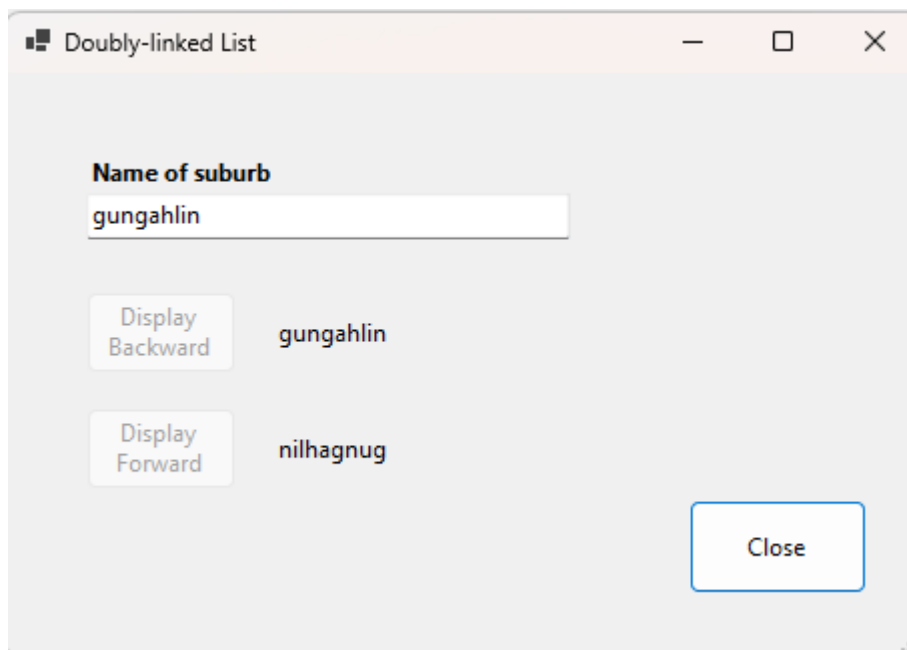 Doubly-linked List
Name of suburb
gungahlin
Display
Backward
gungahlin
Display
Forward
nilhagnug
Close